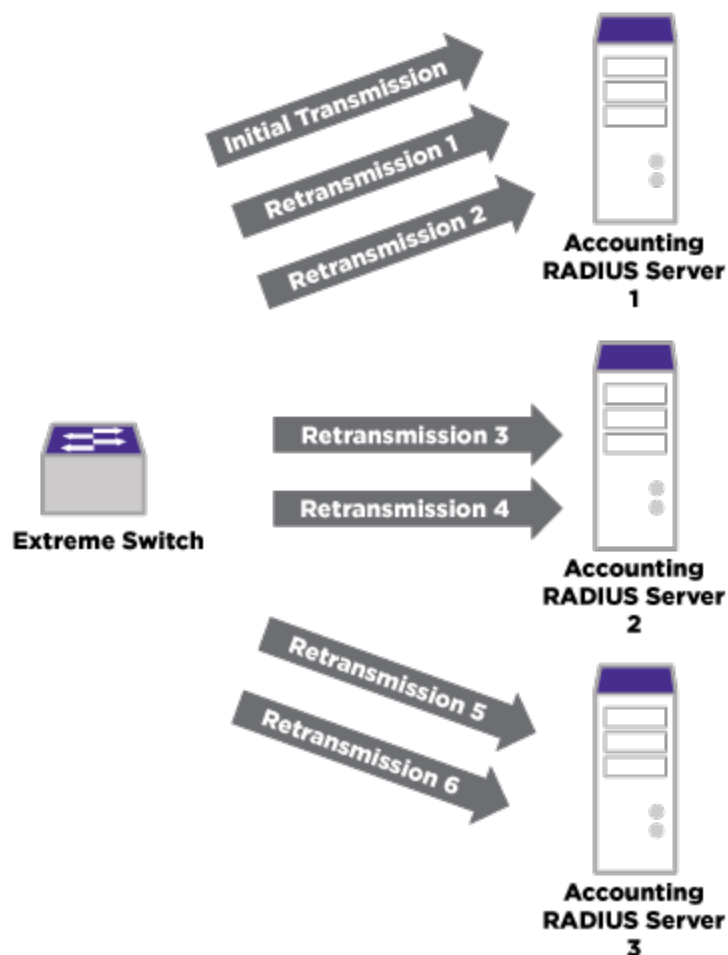 Initial Transmission
Retransmission 1
Retransmission 2
Accounting
RADIUS Server
1
Retransmission 3
Retransmission 4
Extreme Switch
Accounting
RADIUS Server
2
Retransmission 5
Retransmission 6
Accounting
RADIUS Server
3